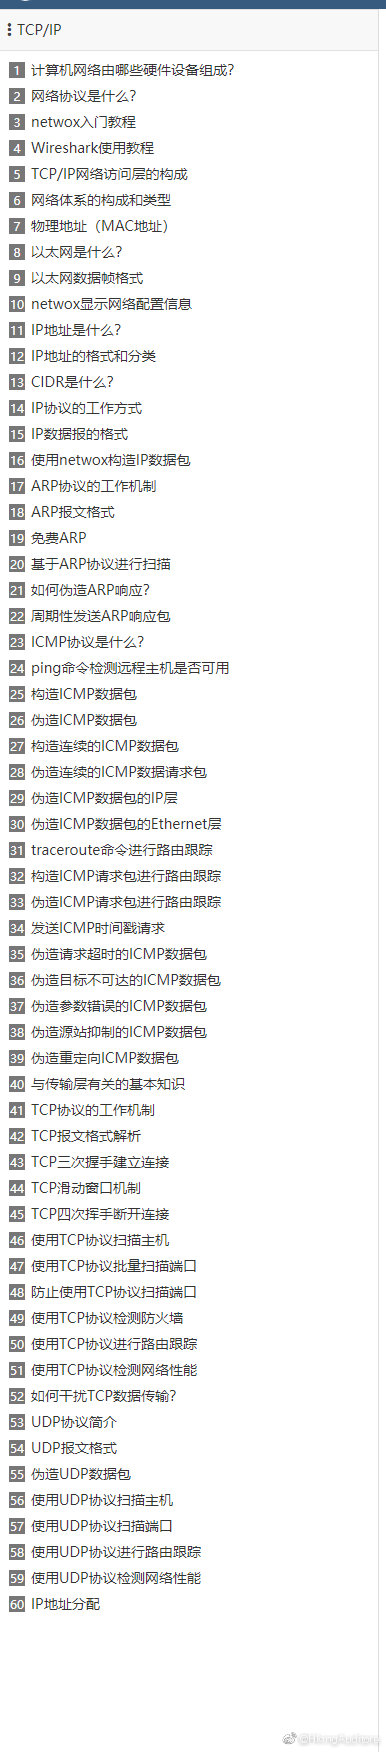 TCP/IP
1 计算机网络由哪些硬件设备组成?
2 网络协议是什么?
3 netwox入门教程
4 Wireshark使用教程
5 TCP/IP网络访问层的构成
6 网络体系的构成和类型
7 物理地址（MAC地址）
8 以太网是什么?
9 以太网数据帧格式
10 netwox显示网络配置信息
11 IP地址是什么?
12 IP地址的格式和分类
13 CIDR是什么?
14 IP协议的工作方式
15 IP数据报的格式
16 使用netwox构造IP数据包
17 ARP协议的工作机制
18 ARP报文格式
19 免费ARP
20 基于ARP协议进行扫描
21 如何伪造ARP响应?
22 周期性发送ARP响应包
23 ICMP协议是什么?
24 ping命令检测远程主机是否可用
25 构造ICMP数据包
26 伪造ICMP数据包
27 构造连续的ICMP数据包
28 伪造连续的ICMP数据请求包
29 伪造ICMP数据包的IP层
30 伪造ICMP数据包的Ethernet层
31 traceroute命令进行路由跟踪
32 构造ICMP请求包进行路由跟踪
33 伪造ICMP请求包进行路由跟踪
34 发送ICMP时间戳请求
35 伪造请求超时的ICMP数据包
36 伪造目标不可达的ICMP数据包
37 伪造参数错误的ICMP数据包
38 伪造源站抑制的ICMP数据包
39 伪造重定向ICMP数据包
40 与传输层有关的基本知识
41 TCP协议的工作机制
42 TCP报文格式解析
43 TCP三次握手建立连接
44 TCP滑动窗口机制
45 TCP四次挥手断开连接
46 使用TCP协议扫描主机
47 使用TCP协议批量扫描端口
48 防止使用TCP协议扫描端口
49 使用TCP协议检测防火墙
50 使用TCP协议进行路由跟踪
51 使用TCP协议检测网络性能
52 如何干扰TCP数据传输?
53 UDP协议简介
54 UDP报文格式
55 伪造UDP数据包
56 使用UDP协议扫描主机
57 使用UDP协议扫描端口
58 使用UDP协议进行路由跟踪
59 使用UDP协议检测网络性能
60 IP地址分配